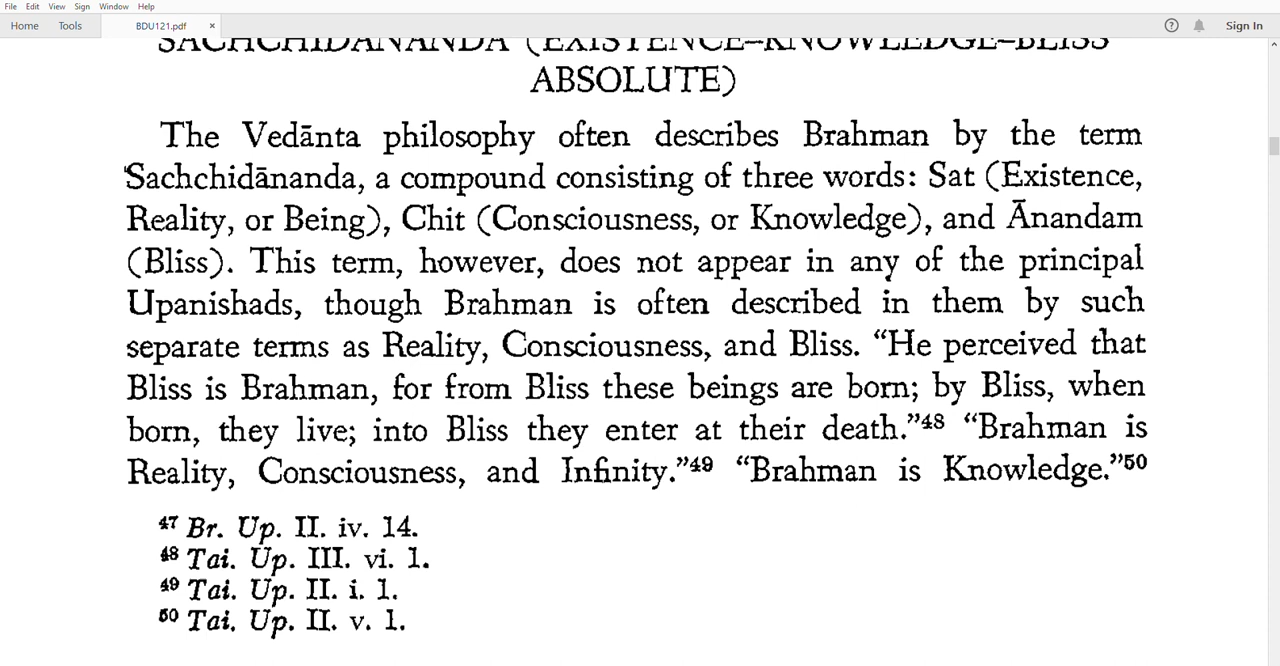 File Edit View Sign Window Help
Home Tools BDU121.pdf × ? Sign In
SACHCHIDĀNANDA (EXISTENCE–KNOWLEDGE–BLISS
ABSOLUTE)
The Vedānta philosophy often describes Brahman by the term
Sachchidānanda, a compound consisting of three words: Sat (Existence,
Reality, or Being), Chit (Consciousness, or Knowledge), and Ānandam
(Bliss). This term, however, does not appear in any of the principal
Upanishads, though Brahman is often described in them by such
separate terms as Reality, Consciousness, and Bliss. “He perceived that
Bliss is Brahman, for from Bliss these beings are born; by Bliss, when
born, they live; into Bliss they enter at their death.”48 “Brahman is
Reality, Consciousness, and Infinity.”49 “Brahman is Knowledge.”50
47 Br. Up. II. iv. 14.
48 Tai. Up. III. vi. 1.
49 Tai. Up. II. i. 1.
50 Tai. Up. II. v. 1.